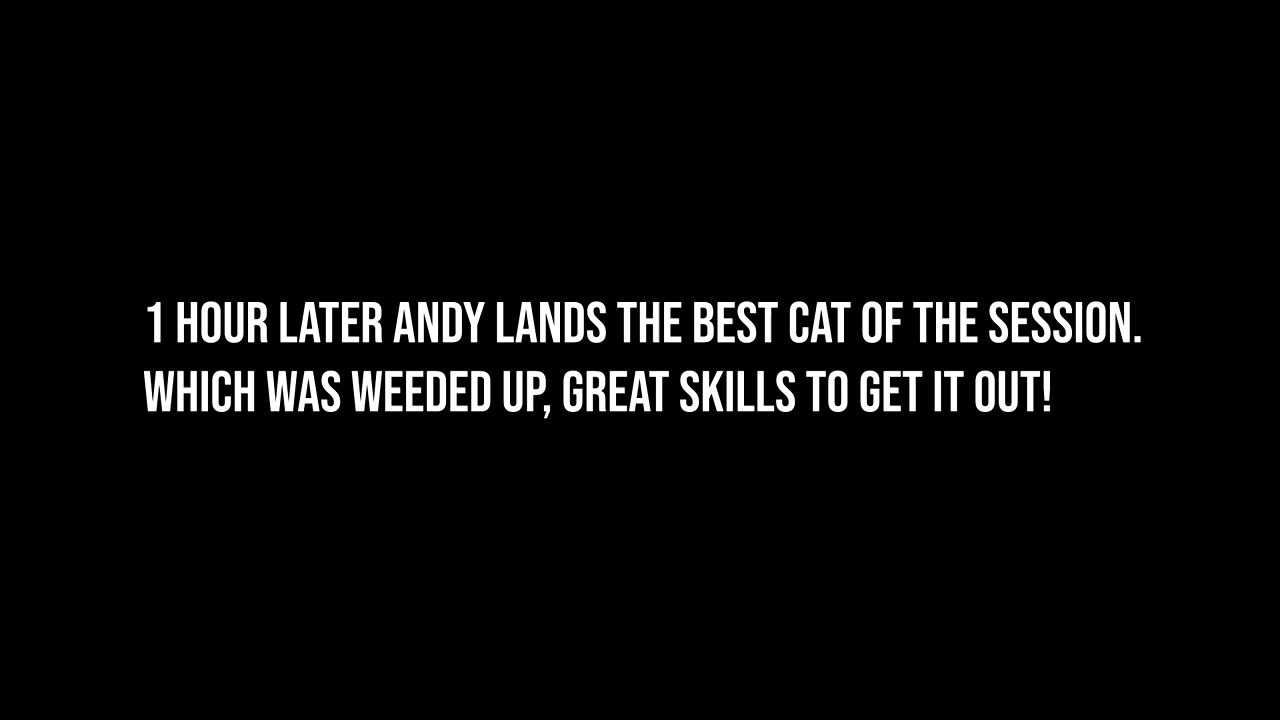 1 HOUR LATER ANDY LANDS THE BEST CAT OF THE SESSION.
WHICH WAS WEEDED UP, GREAT SKILLS TO GET IT OUT!